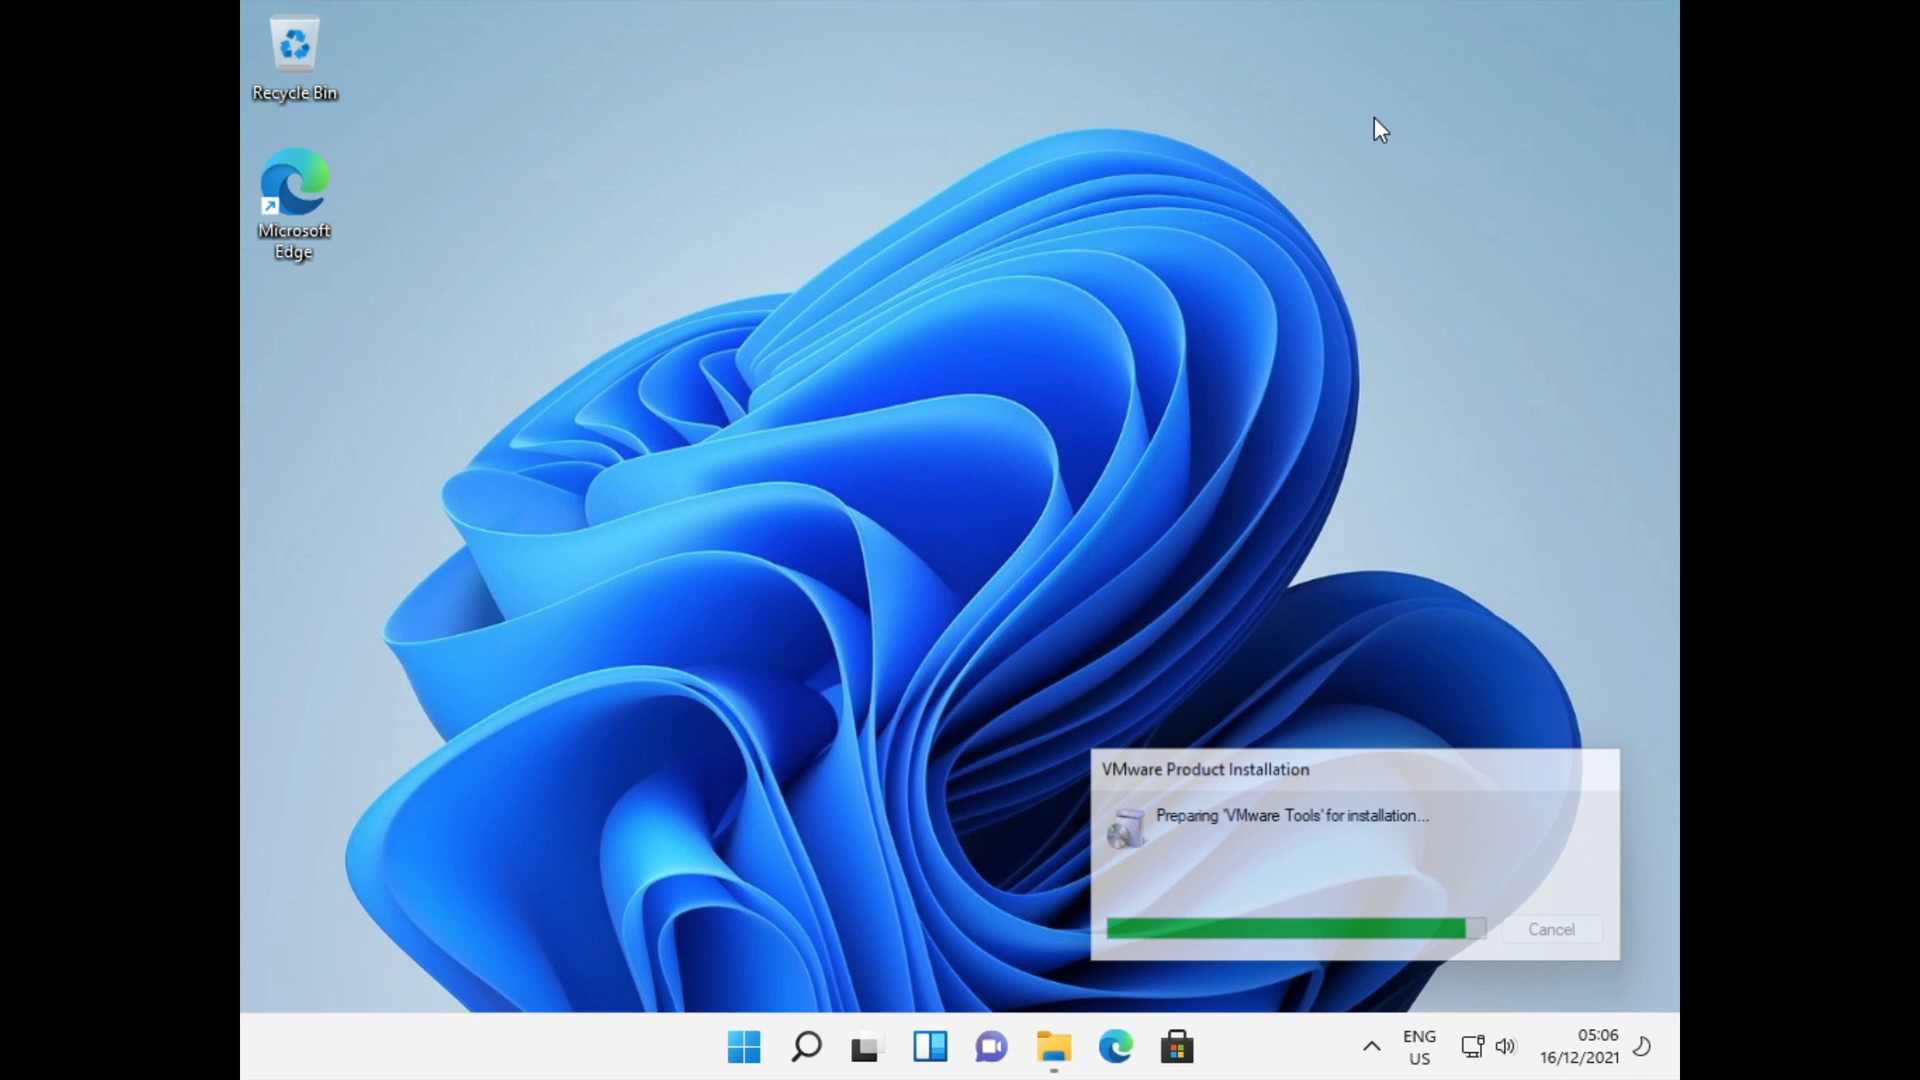 Recycle Bin
Microsoft
Edge
VMware Product Installation
Preparing 'VMware Tools' for installation...
Cancel
ENG
US
05:06
16/12/2021